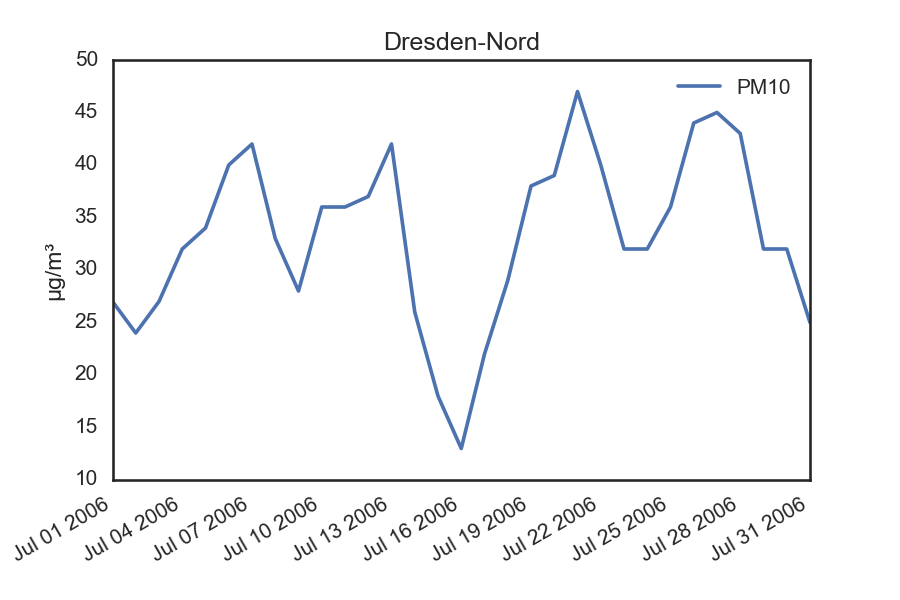 Dresden-Nord
PM10
µg/m³
50
45
40
35
30
25
20
15
10
Jul 01 2006
Jul 04 2006
Jul 07 2006
Jul 10 2006
Jul 13 2006
Jul 16 2006
Jul 19 2006
Jul 22 2006
Jul 25 2006
Jul 28 2006
Jul 31 2006